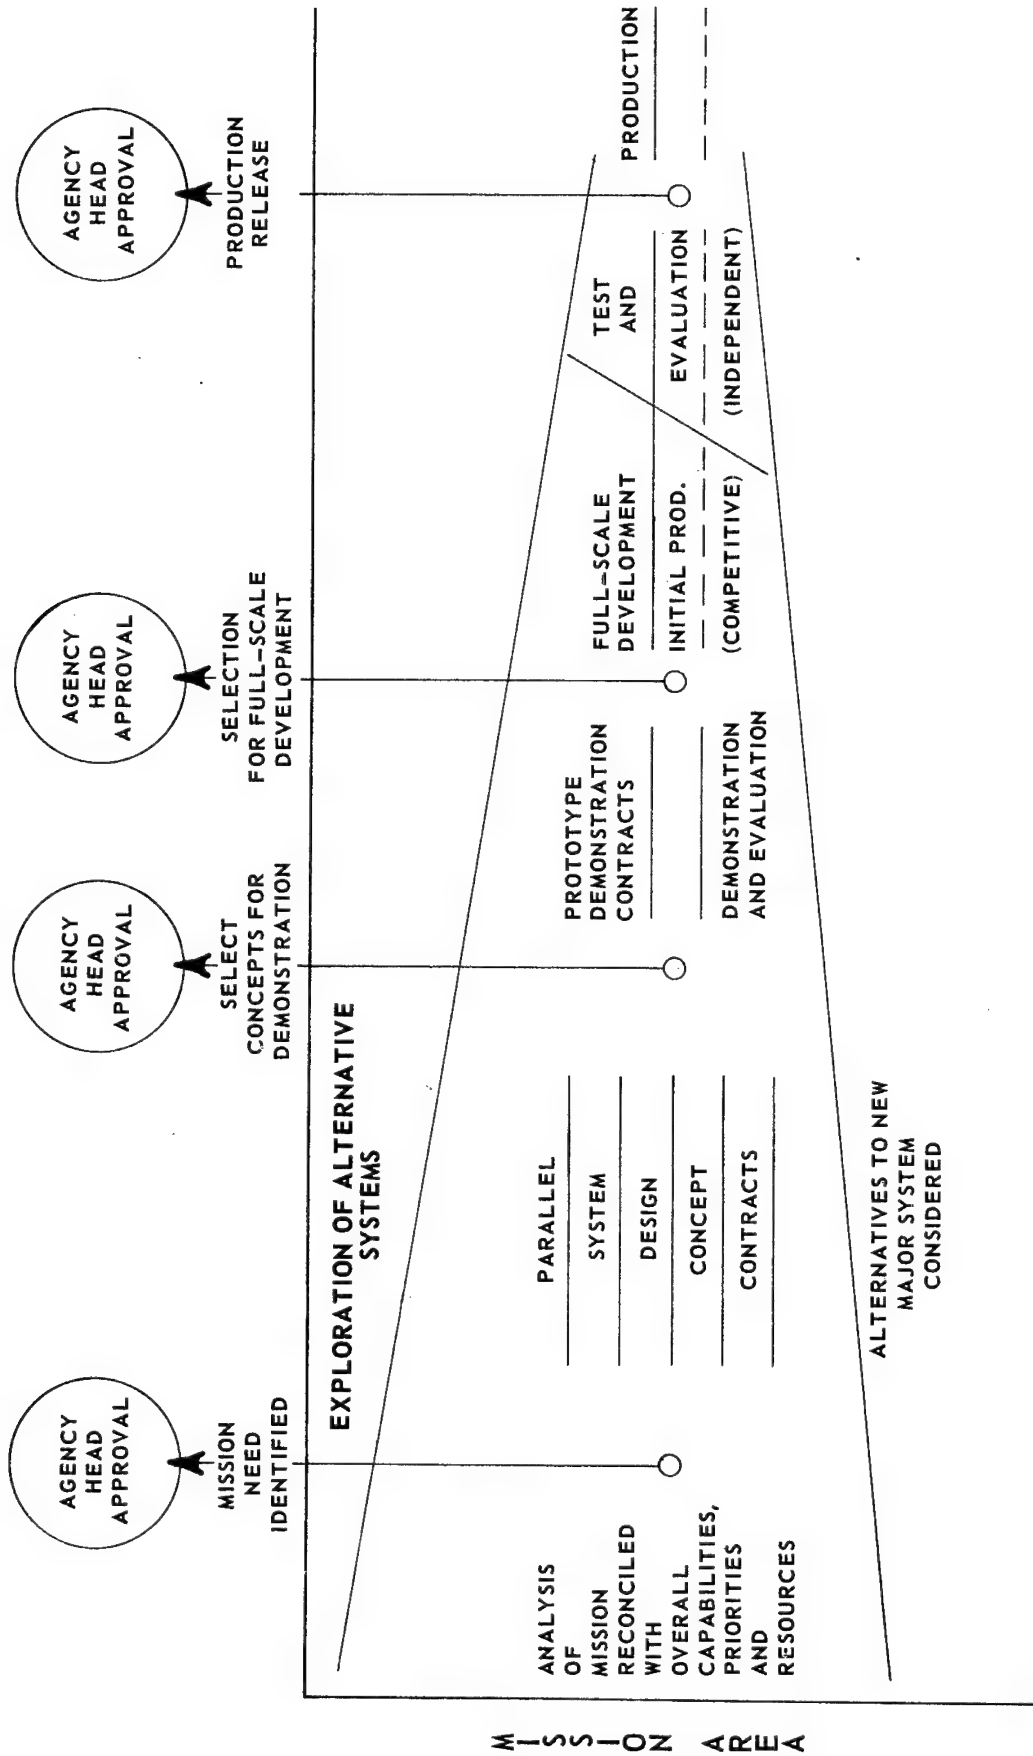 AGENCY
HEAD
APPROVAL
MISSION
NEED
IDENTIFIED
AGENCY
HEAD
APPROVAL
SELECT
CONCEPTS FOR
DEMONSTRATION
AGENCY
HEAD
APPROVAL
SELECTION
FOR FULL-SCALE
DEVELOPMENT
AGENCY
HEAD
APPROVAL
PRODUCTION
RELEASE
EXPLORATION OF ALTERNATIVE
SYSTEMS
MISSION AREA
ANALYSIS
OF
MISSION
RECONCILED
WITH
OVERALL
CAPABILITIES,
PRIORITIES
AND
RESOURCES
PARALLEL
SYSTEM
DESIGN
CONCEPT
CONTRACTS
PROTOTYPE
DEMONSTRATION
CONTRACTS
DEMONSTRATION
AND EVALUATION
FULL-SCALE
DEVELOPMENT
INITIAL PROD.
(COMPETITIVE)
TEST
AND
EVALUATION
(INDEPENDENT)
PRODUCTION
ALTERNATIVES TO NEW
MAJOR SYSTEM
CONSIDERED